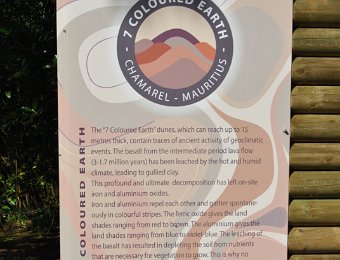 7 COLOURED EARTH
CHAMAREL - MAURITIUS
COLOURED EARTH
The "7 Coloured Earth" dunes, which can reach up to 15
metres thick, contain traces of ancient activity of geoclimatic
events. The basalt from the intermediate period lava flow
(3-1.7 million years) has been leached by the hot and humid
climate, leading to gullied clay.
This profund and ultimate decomposition has left on-site
iron and aluminium oxides.
Iron and aluminium repel each other and gather spontane-
ously in colourful stripes. The ferric oxide gives the land
shades ranging from red to brown. The aluminium gives the
land shades ranging from blue to violet-blue. The leaching of
the basalt has resulted in depleting the soil from nutrients
that are necessary for vegetation to grow. This is why no